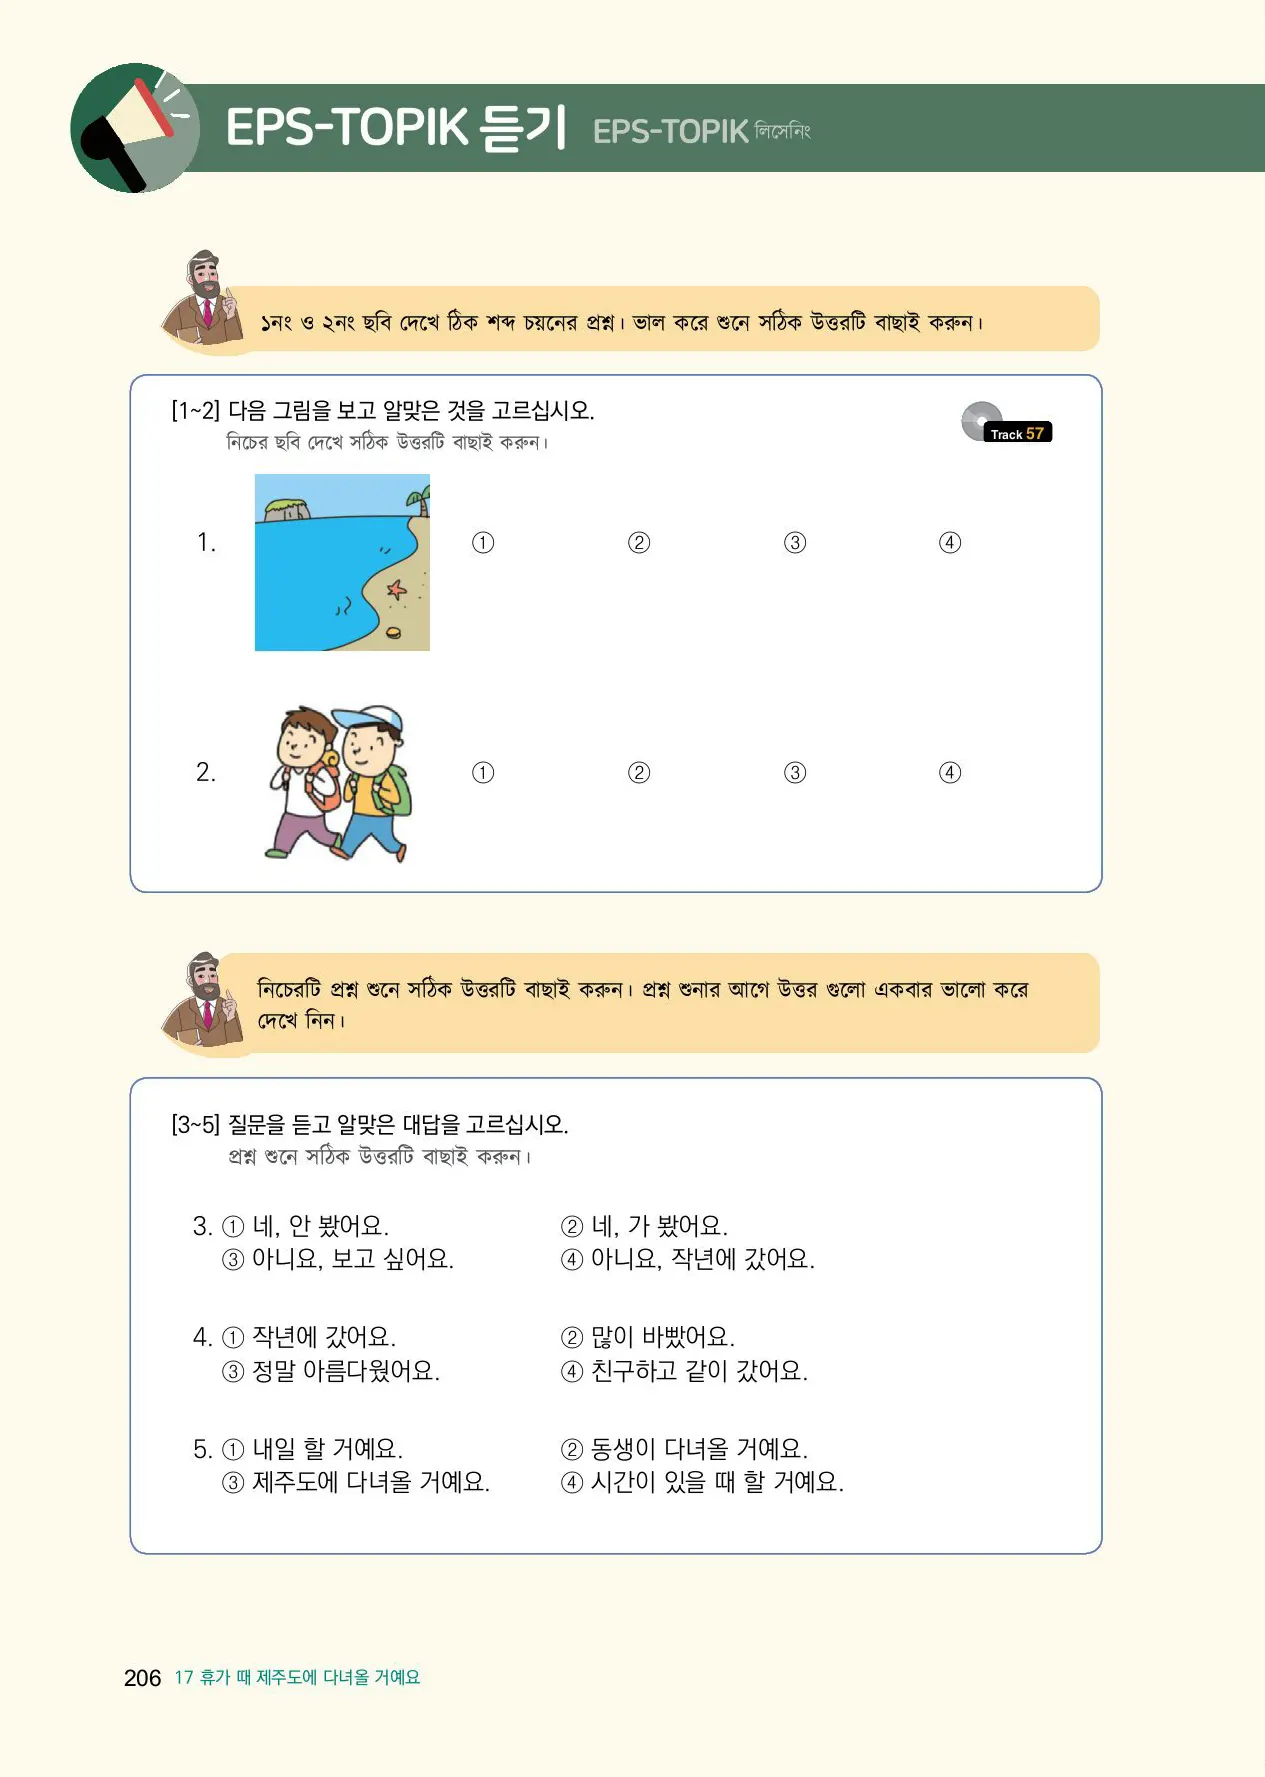 EPS-TOPIK 듣기 EPS-TOPIK লিসেনিং
১নং ও ২নং ছবি দেখে ঠিক শব্দ চয়নের প্রশ্ন। ভাল করে শুনে সঠিক উত্তরটি বাছাই করুন।
[1~2] 다음 그림을 보고 알맞은 것을 고르십시오.
নিচের ছবি দেখে সঠিক উত্তরটি বাছাই করুন।
Track 57
1. ① ② ③ ④
2. ① ② ③ ④
নিচেরটি প্রশ্ন শুনে সঠিক উত্তরটি বাছাই করুন। প্রশ্ন শুনার আগে উত্তর গুলো একবার ভালো করে
দেখে নিন।
[3~5] 질문을 듣고 알맞은 대답을 고르십시오.
প্রশ্ন শুনে সঠিক উত্তরটি বাছাই করুন।
3. ① 네, 안 봤어요. ② 네, 가 봤어요.
③ 아니요, 보고 싶어요. ④ 아니요, 작년에 갔어요.
4. ① 작년에 갔어요. ② 많이 바빴어요.
③ 정말 아름다웠어요. ④ 친구하고 같이 갔어요.
5. ① 내일 할 거예요. ② 동생이 다녀올 거예요.
③ 제주도에 다녀올 거예요. ④ 시간이 있을 때 할 거예요.
206 17 휴가 때 제주도에 다녀올 거예요